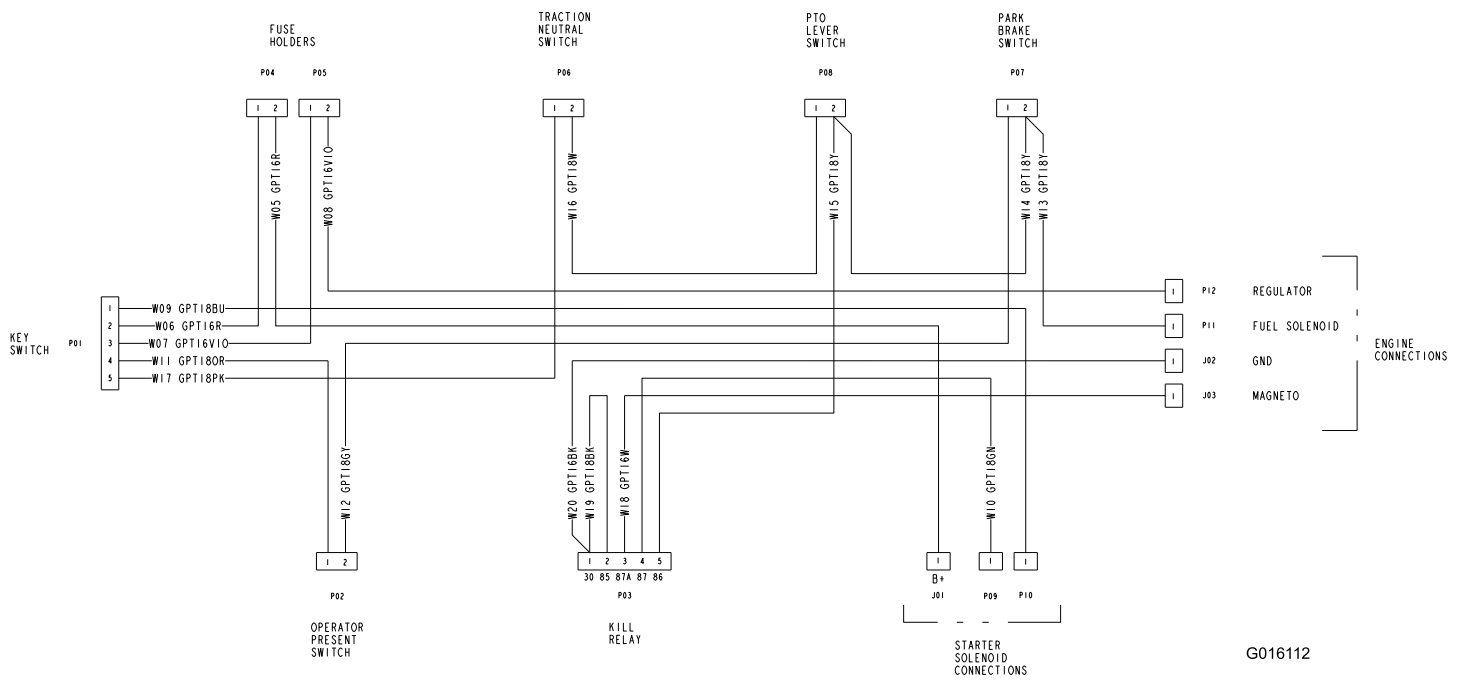 FUSE
HOLDERS
TRACTION
NEUTRAL
SWITCH
PTO
LEVER
SWITCH
PARK
BRAKE
SWITCH
P04
P05
P06
P08
P07
1 2
1 2
1 2
1 2
1 2
W05 GPT16R
W08 GPT16VIO
W16 GPT18W
W15 GPT18Y
W14 GPT18Y
W13 GPT18Y
KEY
SWITCH
P01
1
2
3
4
5
W09 GPT18BU
W06 GPT16R
W07 GPT16VIO
W11 GPT18OR
W17 GPT18PK
1 P12 REGULATOR
1 P11 FUEL SOLENOID
1 J02 GND
1 J03 MAGNETO
ENGINE
CONNECTIONS
W12 GPT18GY
W20 GPT16BK
W19 GPT18BK
W18 GPT16W
W10 GPT18GN
1 2
P02
OPERATOR
PRESENT
SWITCH
1 2 3 4 5
30 85 87A 87 86
P03
KILL
RELAY
1
1
1
B+
J01
P09
P10
STARTER
SOLENOID
CONNECTIONS
G016112